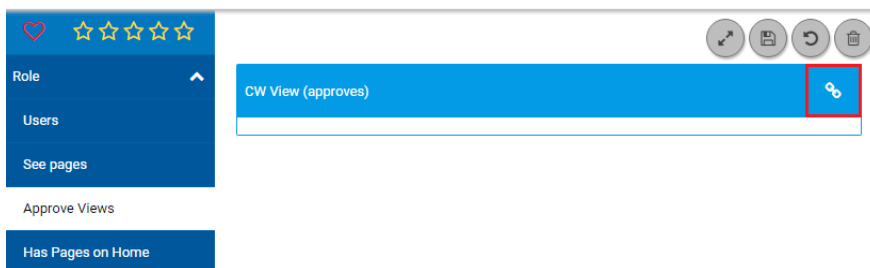 Role
CW View (approves)
Users
See pages
Approve Views
Has Pages on Home